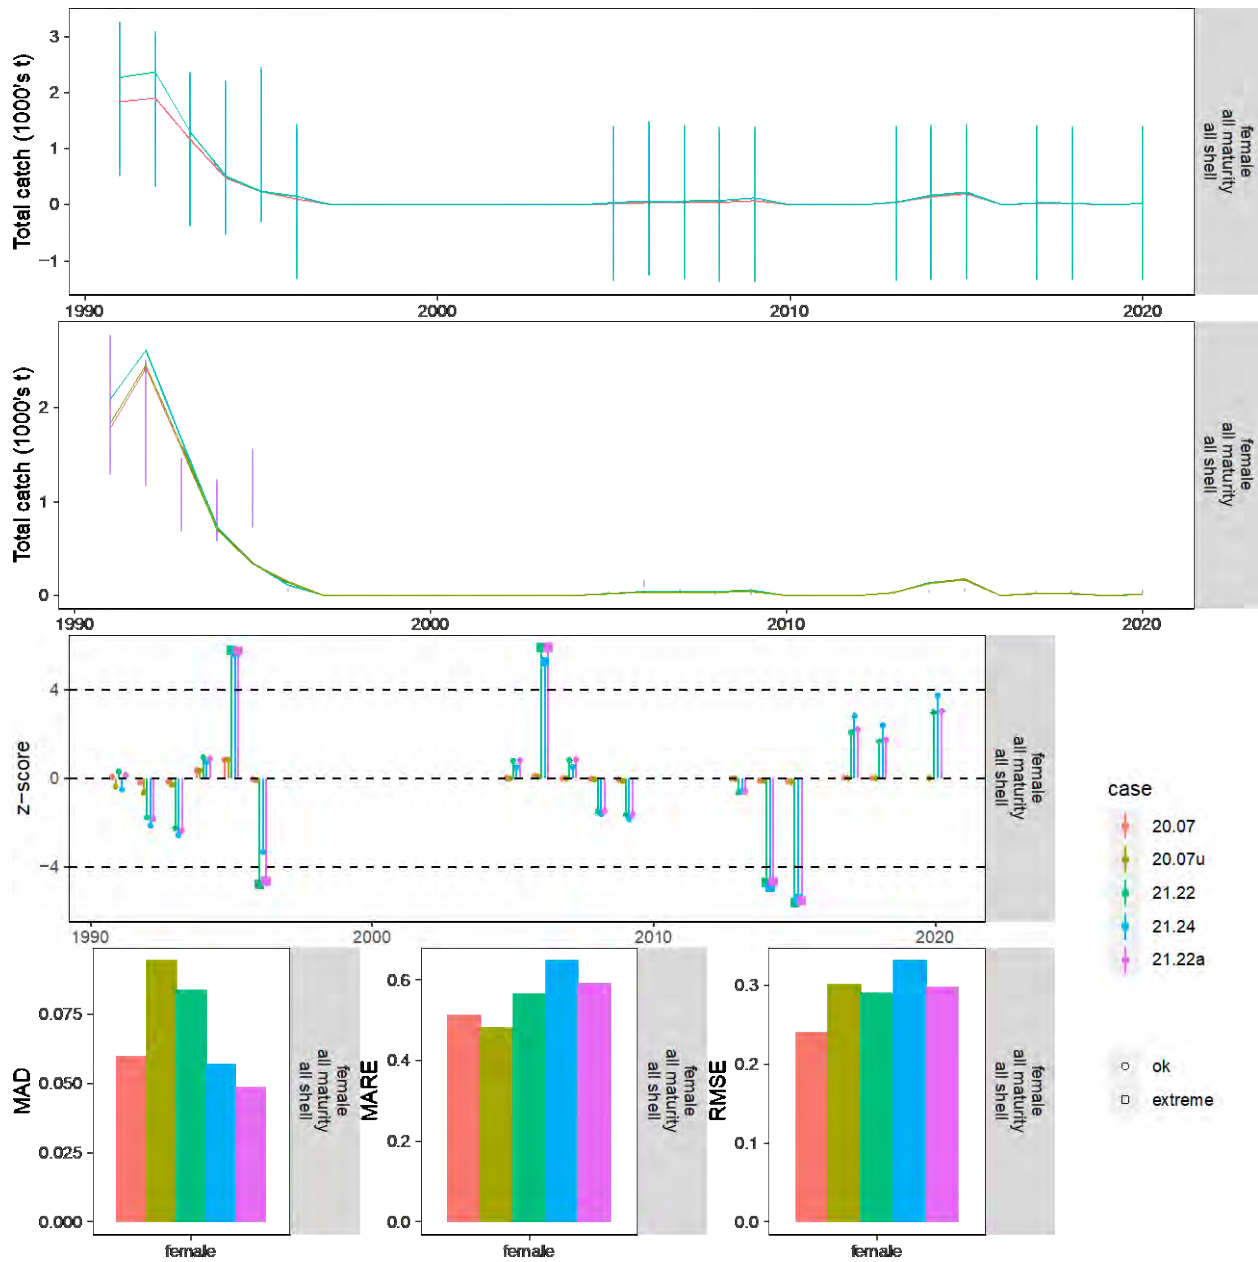 Total catch (1000's t)
3
2
1
0
−1
1990
2000
2010
2020
female
all maturity
all shell
Total catch (1000's t)
2
1
0
1990
2000
2010
2020
female
all maturity
all shell
z−score
4
0
−4
1990
2000
2010
2020
female
all maturity
all shell
case
20.07
20.07u
21.22
21.24
21.22a
ok
extreme
MAD
0.075
0.050
0.025
0.000
female
female
all maturity
all shell
MARE
0.6
0.4
0.2
0.0
female
female
all maturity
all shell
RMSE
0.3
0.2
0.1
0.0
female
female
all maturity
all shell